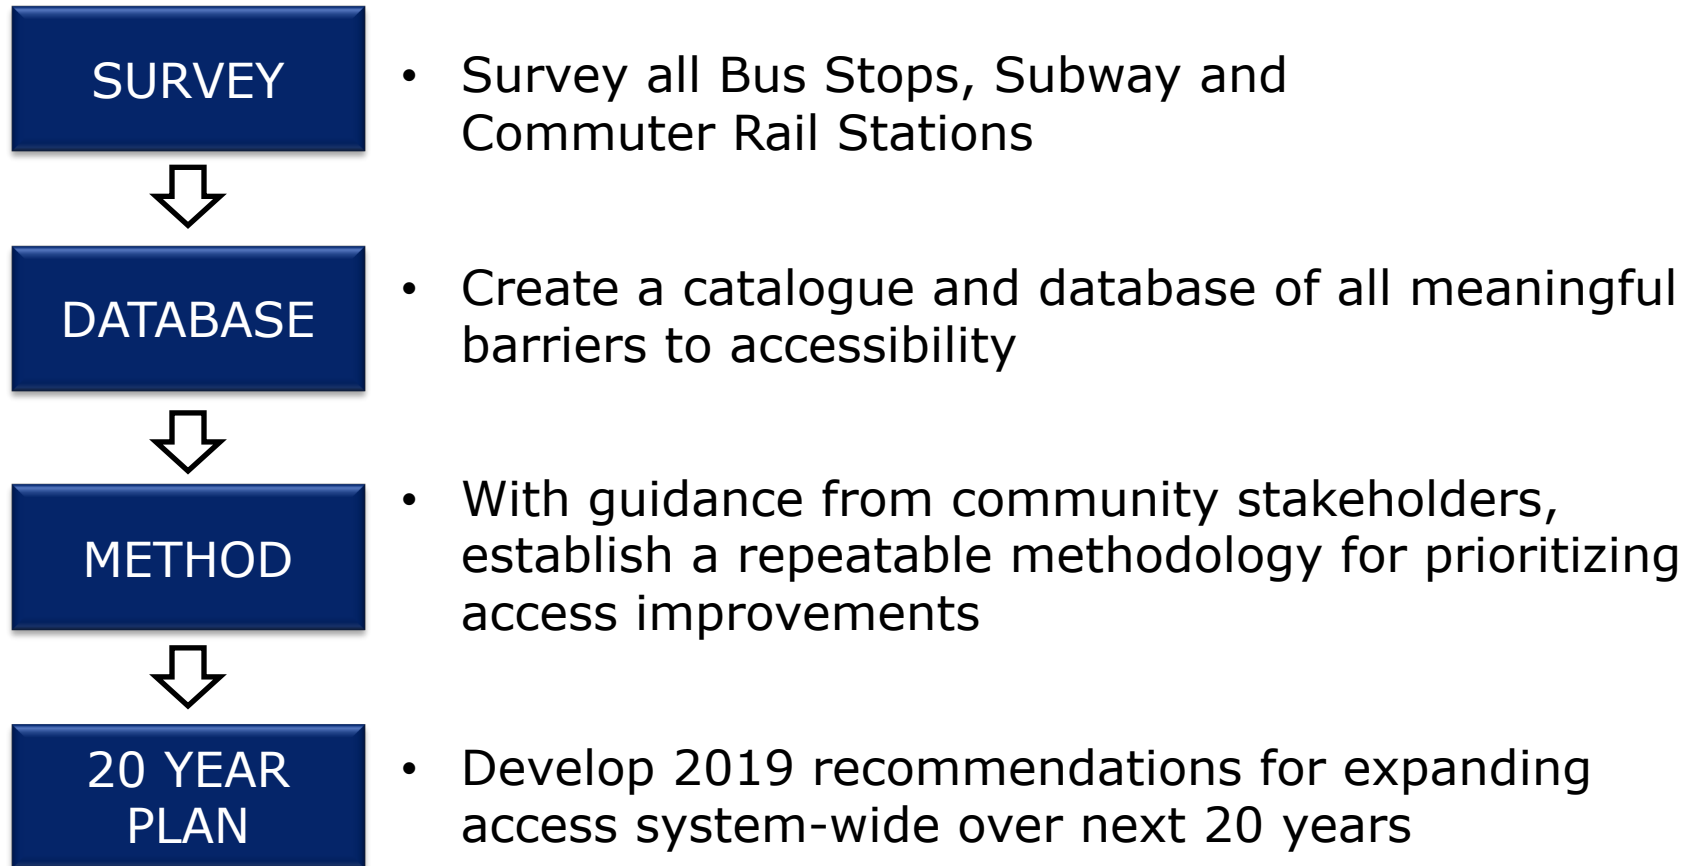 SURVEY
• Survey all Bus Stops, Subway and
Commuter Rail Stations
DATABASE
• Create a catalogue and database of all meaningful
barriers to accessibility
METHOD
• With guidance from community stakeholders,
establish a repeatable methodology for prioritizing
access improvements
20 YEAR
PLAN
• Develop 2019 recommendations for expanding
access system-wide over next 20 years